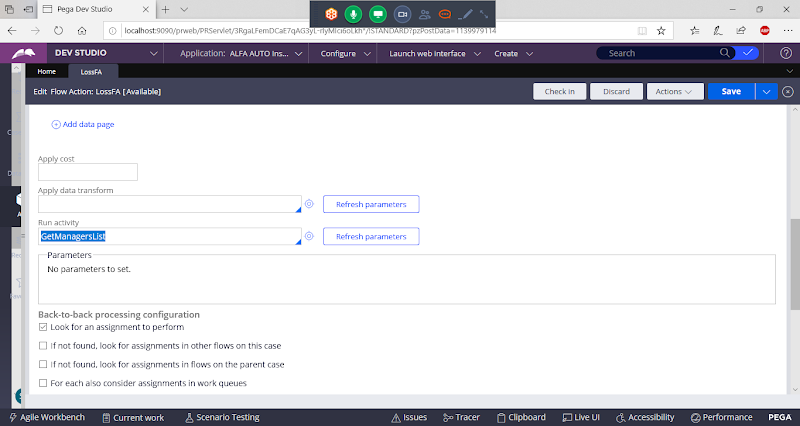 Pega Dev Studio
localhost:9090/prweb/PRServlet/3RgaLFemDCaE7qAG3yL-rlyMlci6oLkh*/!STANDARD?pzPostData=1139979114
DEV STUDIO
Application: ALFA AUTO Ins...
Configure
Launch web interface
Create
Search
Home
LossFA
Edit Flow Action: LossFA [Available]
Check in
Discard
Actions
Save
Add data page
Apply cost
Apply data transform
Refresh parameters
Run activity
GetManagersList
Refresh parameters
Parameters
No parameters to set.
Back-to-back processing configuration
Look for an assignment to perform
If not found, look for assignments in other flows on this case
If not found, look for assignments in flows on the parent case
For each also consider assignments in work queues
Agile Workbench
Current work
Scenario Testing
Issues
Tracer
Clipboard
Live UI
Accessibility
Performance
PEGA